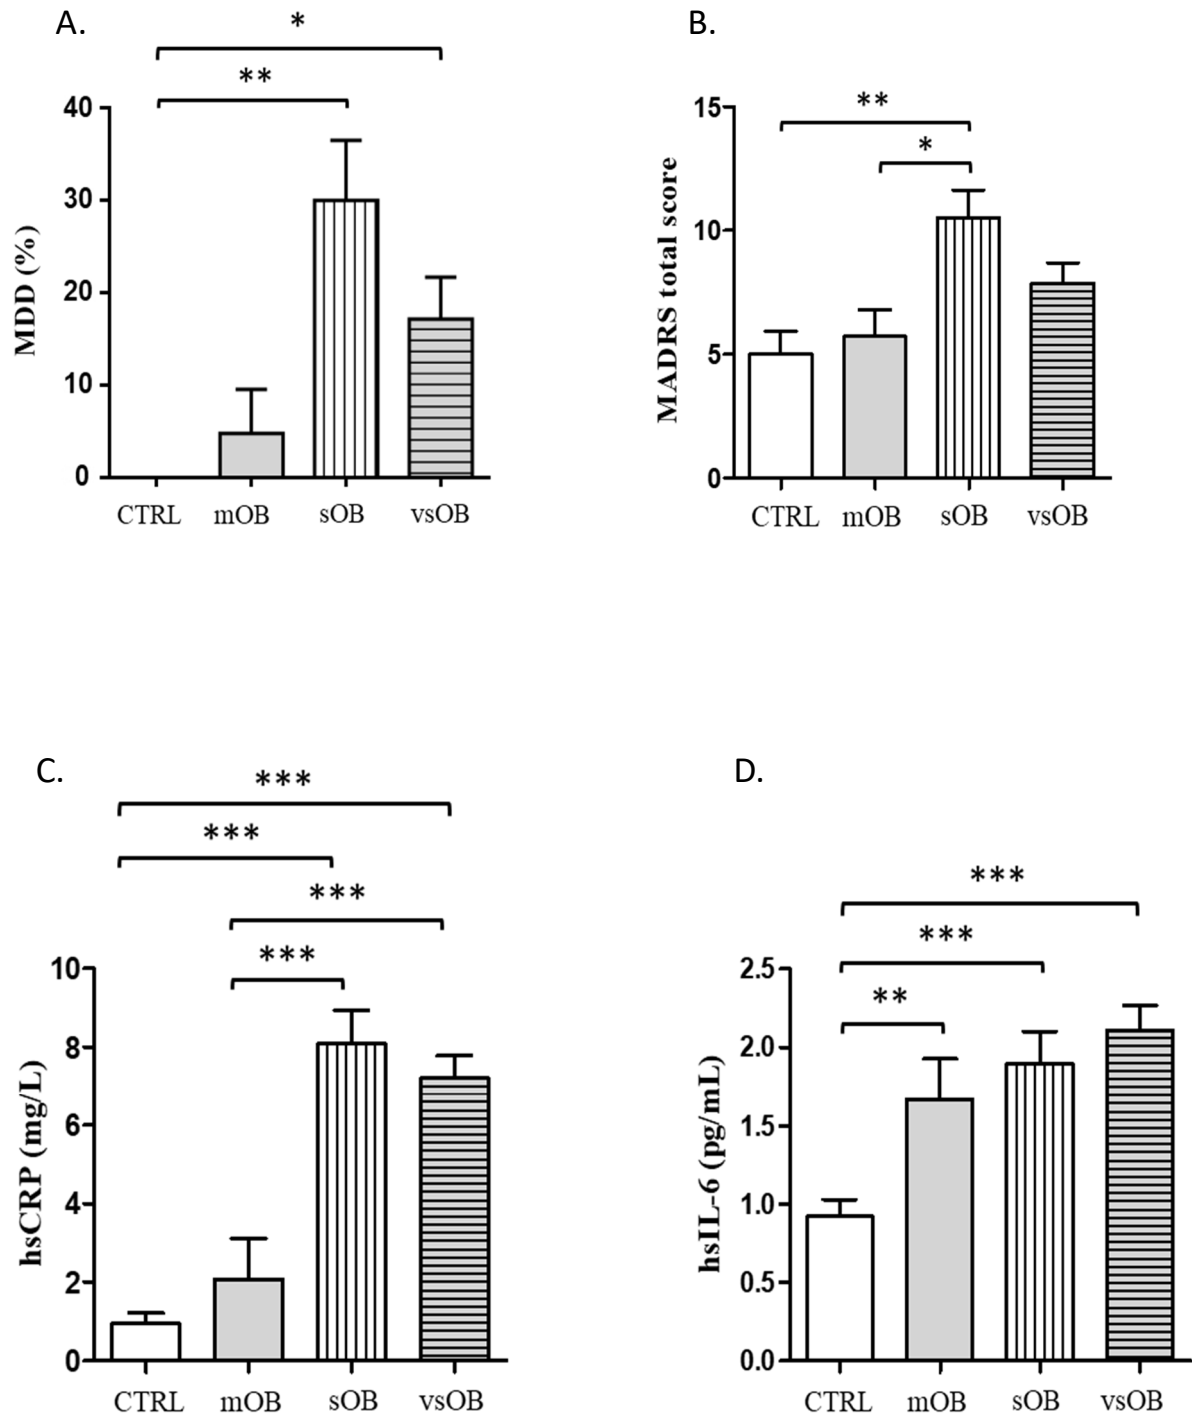 A.
*
**
40
30
20
10
0
MDD (%)
CTRL mOB sOB vsOB
B.
**
*
15
10
5
0
MADRS total score
CTRL mOB sOB vsOB
C.
***
***
***
***
10
8
6
4
2
0
hsCRP (mg/L)
CTRL mOB sOB vsOB
D.
***
***
**
2.5
2.0
1.5
1.0
0.5
0.0
hsIL-6 (pg/mL)
CTRL mOB sOB vsOB